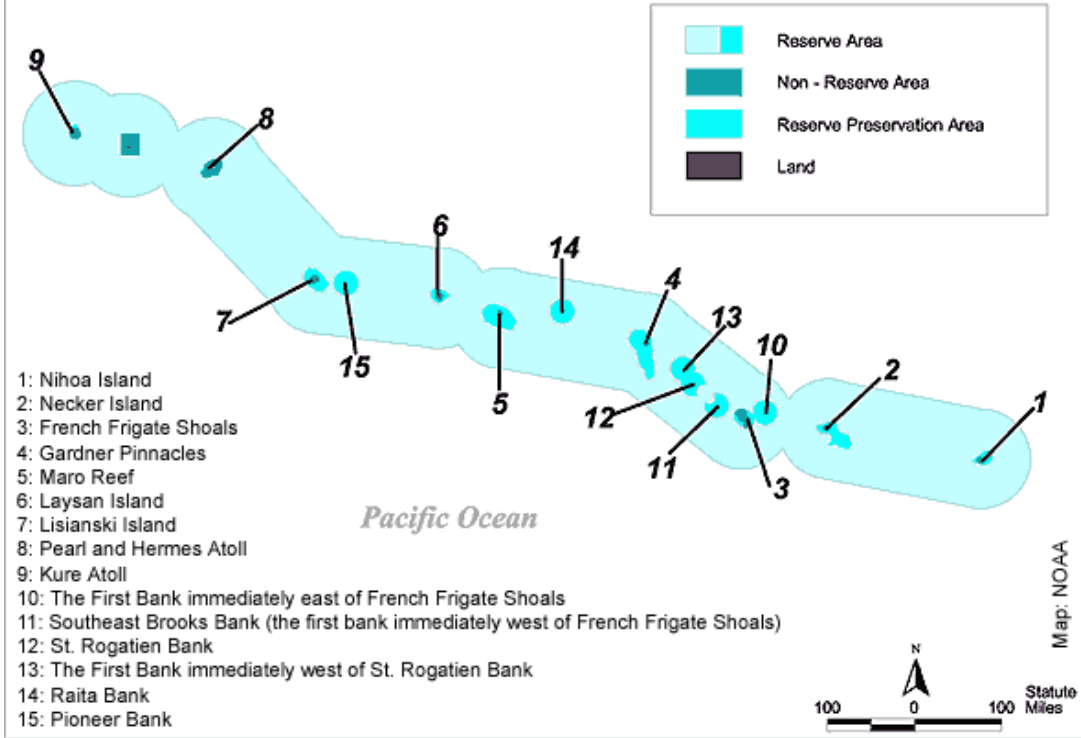 9
8
6
14
4
13
10
2
1
7
15
5
12
11
3
Reserve Area
Non - Reserve Area
Reserve Preservation Area
Land
1: Nihoa Island
2: Necker Island
3: French Frigate Shoals
4: Gardner Pinnacles
5: Maro Reef
6: Laysan Island
7: Lisianski Island
8: Pearl and Hermes Atoll
9: Kure Atoll
10: The First Bank immediately east of French Frigate Shoals
11: Southeast Brooks Bank (the first bank immediately west of French Frigate Shoals)
12: St. Rogatien Bank
13: The First Bank immediately west of St. Rogatien Bank
14: Raita Bank
15: Pioneer Bank
Pacific Ocean
Map: NOAA
N
100 0 100
Statute
Miles